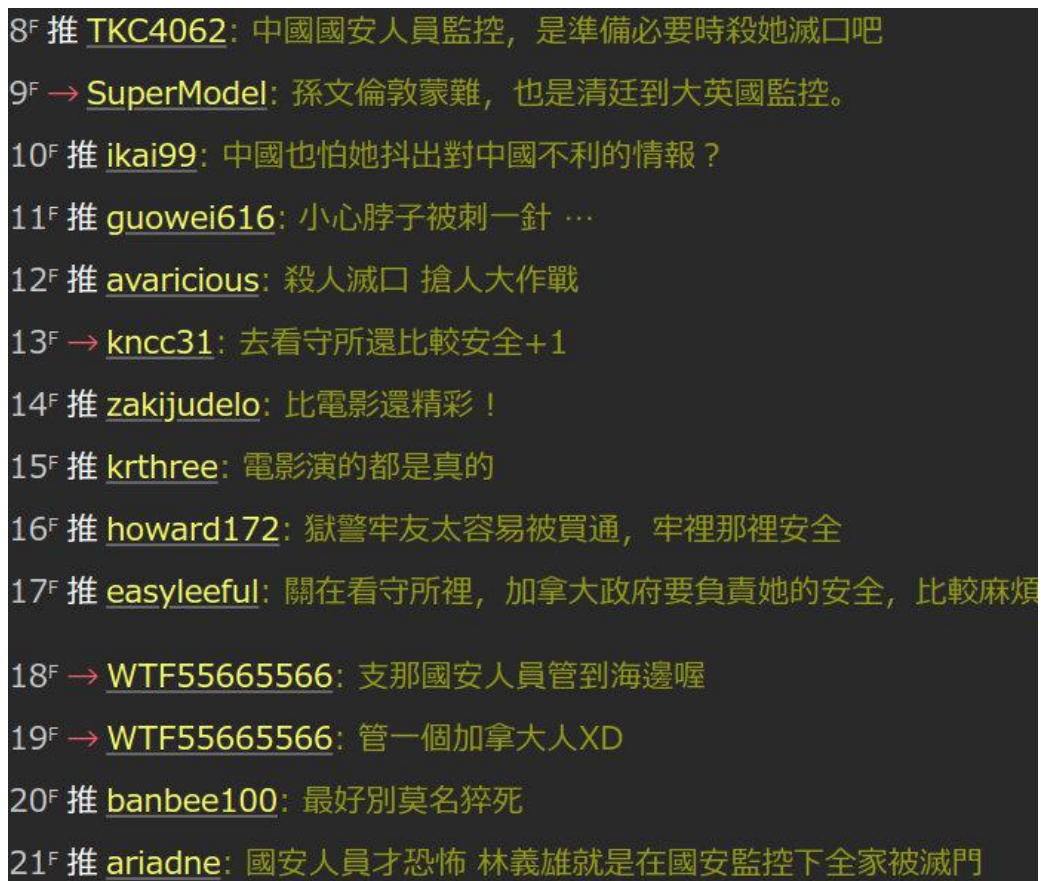 8F 推 TKC4062: 中國國安人員監控，是準備必要時殺她滅口吧
9F → SuperModel: 孫文倫敦蒙難，也是清廷到大英國監控。
10F 推 ikai99: 中國也怕她抖出對中國不利的情報？
11F 推 guowei616: 小心脖子被刺一針 …
12F 推 avaricious: 殺人滅口 搶人大作戰
13F → kncc31: 去看守所還比較安全+1
14F 推 zakijudelo: 比電影還精彩！
15F 推 krthree: 電影演的都是真的
16F 推 howard172: 獄警牢友太容易被買通，牢裡那裡安全
17F 推 easyleeful: 關在看守所裡，加拿大政府要負責她的安全，比較麻煩
18F → WTF55665566: 支那國安人員管到海邊喔
19F → WTF55665566: 管一個加拿大人XD
20F 推 banbee100: 最好別莫名猝死
21F 推 ariadne: 國安人員才恐怖 林義雄就是在國安監控下全家被滅門